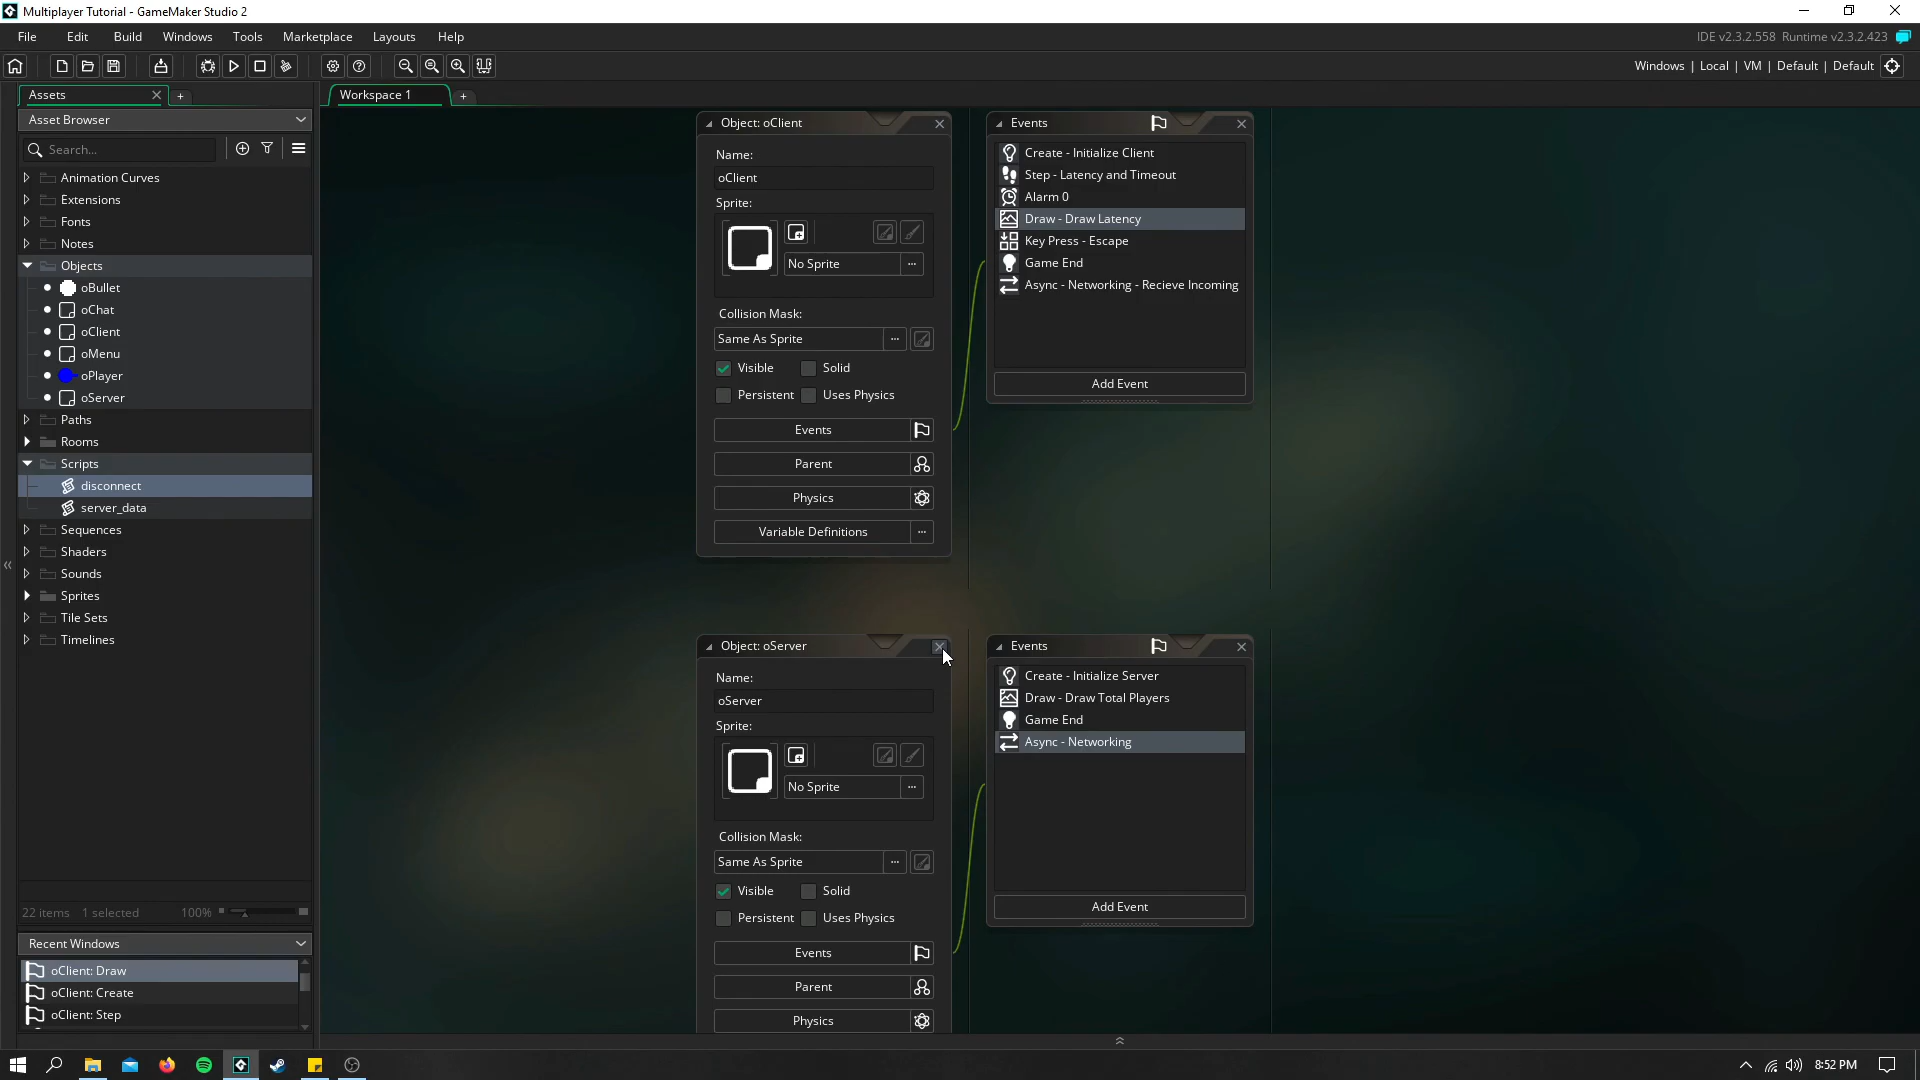 Multiplayer Tutorial - GameMaker Studio 2
File Edit Build Windows Tools Marketplace Layouts Help
IDE v2.3.2.558 Runtime v2.3.2.423
Windows | Local | VM | Default | Default
Assets
Asset Browser
Search...
Animation Curves
Extensions
Fonts
Notes
Objects
oBullet
oChat
oClient
oMenu
oPlayer
oServer
Paths
Rooms
Scripts
disconnect
server_data
Sequences
Shaders
Sounds
Sprites
Tile Sets
Timelines
22 items 1 selected 100%
Recent Windows
oClient: Draw
oClient: Create
oClient: Step
Workspace 1
Object: oClient
Name:
oClient
Sprite:
No Sprite
Collision Mask:
Same As Sprite
Visible Solid
Persistent Uses Physics
Events
Parent
Physics
Variable Definitions
Events
Create - Initialize Client
Step - Latency and Timeout
Alarm 0
Draw - Draw Latency
Key Press - Escape
Game End
Async - Networking - Recieve Incoming
Add Event
Object: oServer
Name:
oServer
Sprite:
No Sprite
Collision Mask:
Same As Sprite
Visible Solid
Persistent Uses Physics
Events
Parent
Physics
Events
Create - Initialize Server
Draw - Draw Total Players
Game End
Async - Networking
Add Event
8:52 PM